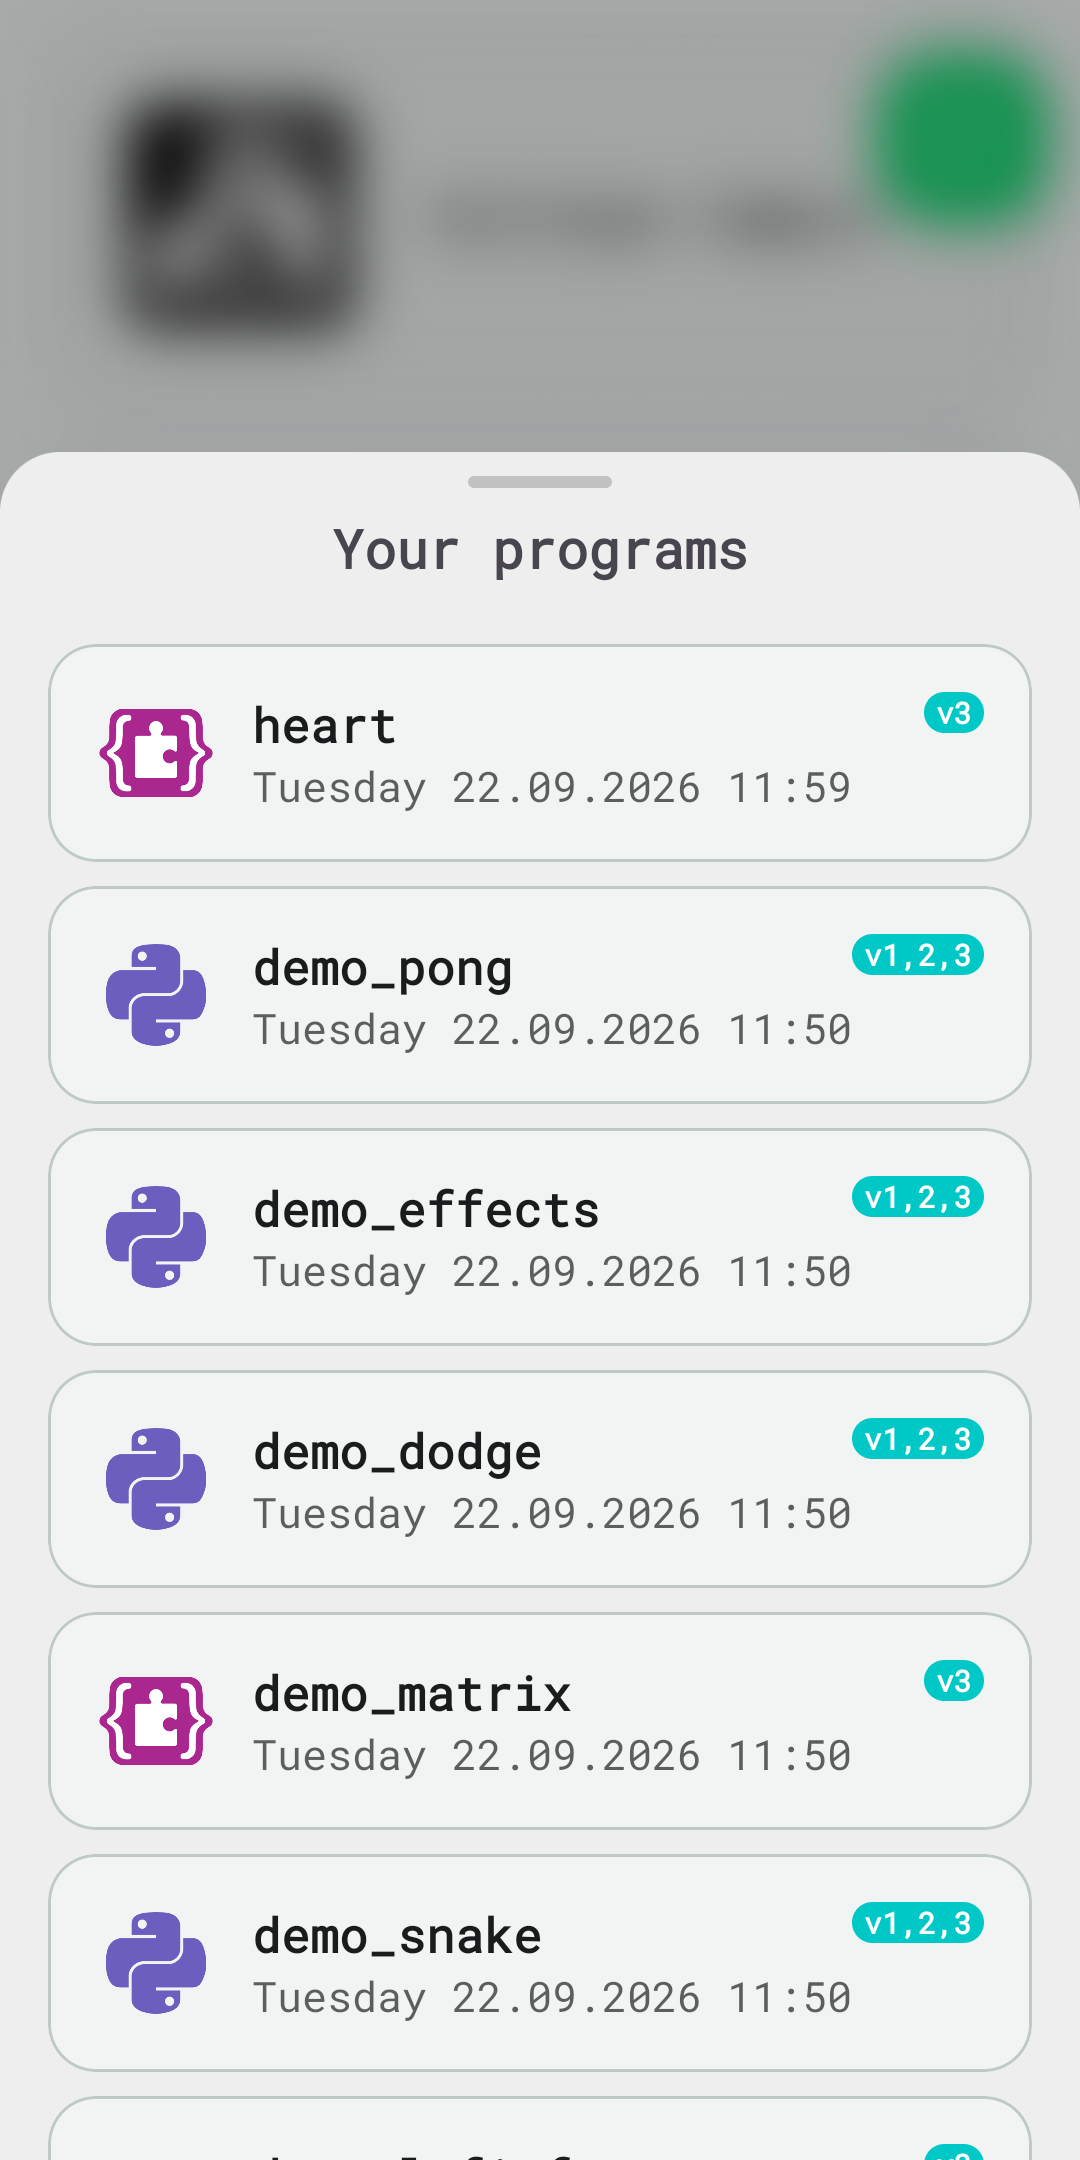 Your programs
heart
v3
Tuesday 22.09.2026 11:59
demo_pong
v1,2,3
Tuesday 22.09.2026 11:50
demo_effects
v1,2,3
Tuesday 22.09.2026 11:50
demo_dodge
v1,2,3
Tuesday 22.09.2026 11:50
demo_matrix
v3
Tuesday 22.09.2026 11:50
demo_snake
v1,2,3
Tuesday 22.09.2026 11:50